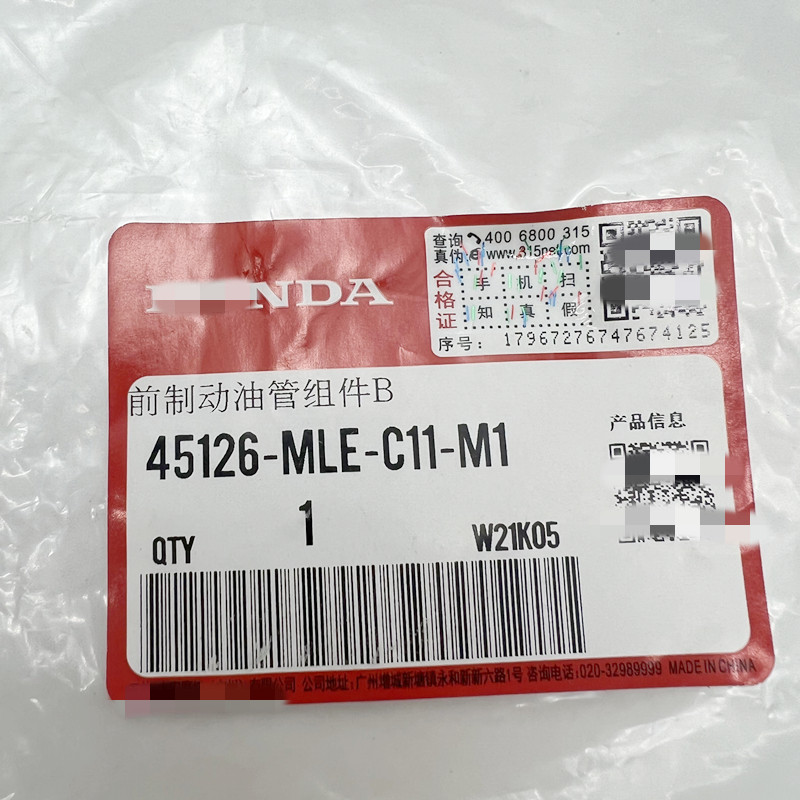 NDA
查询 400 6800 315
真伪: www.315net.com
合格证
手机扫
知真假
序号: 17967276747674125
前制动油管组件B
45126-MLE-C11-M1
产品信息
1
QTY
W21K05
公司 公司地址: 广州增城新塘镇永和新新六路1号 咨询电话:020-32989999 MADE IN CHINA